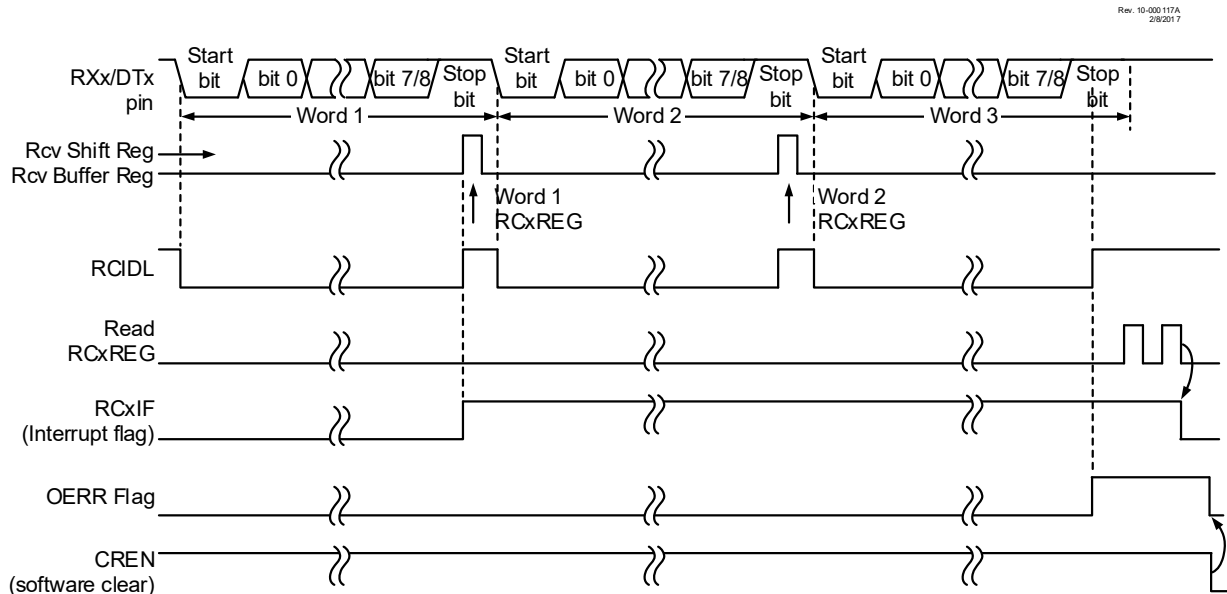 Rev. 10-000 117A
2/8/2017
RXx/DTx
pin
Start
bit
bit 0
bit 7/8
Stop
bit
Start
bit
bit 0
bit 7/8
Stop
bit
Start
bit
bit 0
bit 7/8
Stop
bit
Word 1
Word 2
Word 3
Rcv Shift Reg
Rcv Buffer Reg
Word 1
RCxREG
Word 2
RCxREG
RCIDL
Read
RCxREG
RCxIF
(Interrupt flag)
OERR Flag
CREN
(software clear)